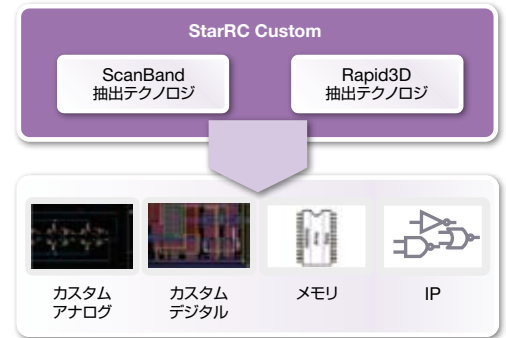 StarRC Custom
ScanBand
抽出テクノロジ
Rapid3D
抽出テクノロジ
カスタム
アナログ
カスタム
デジタル
メモリ
IP